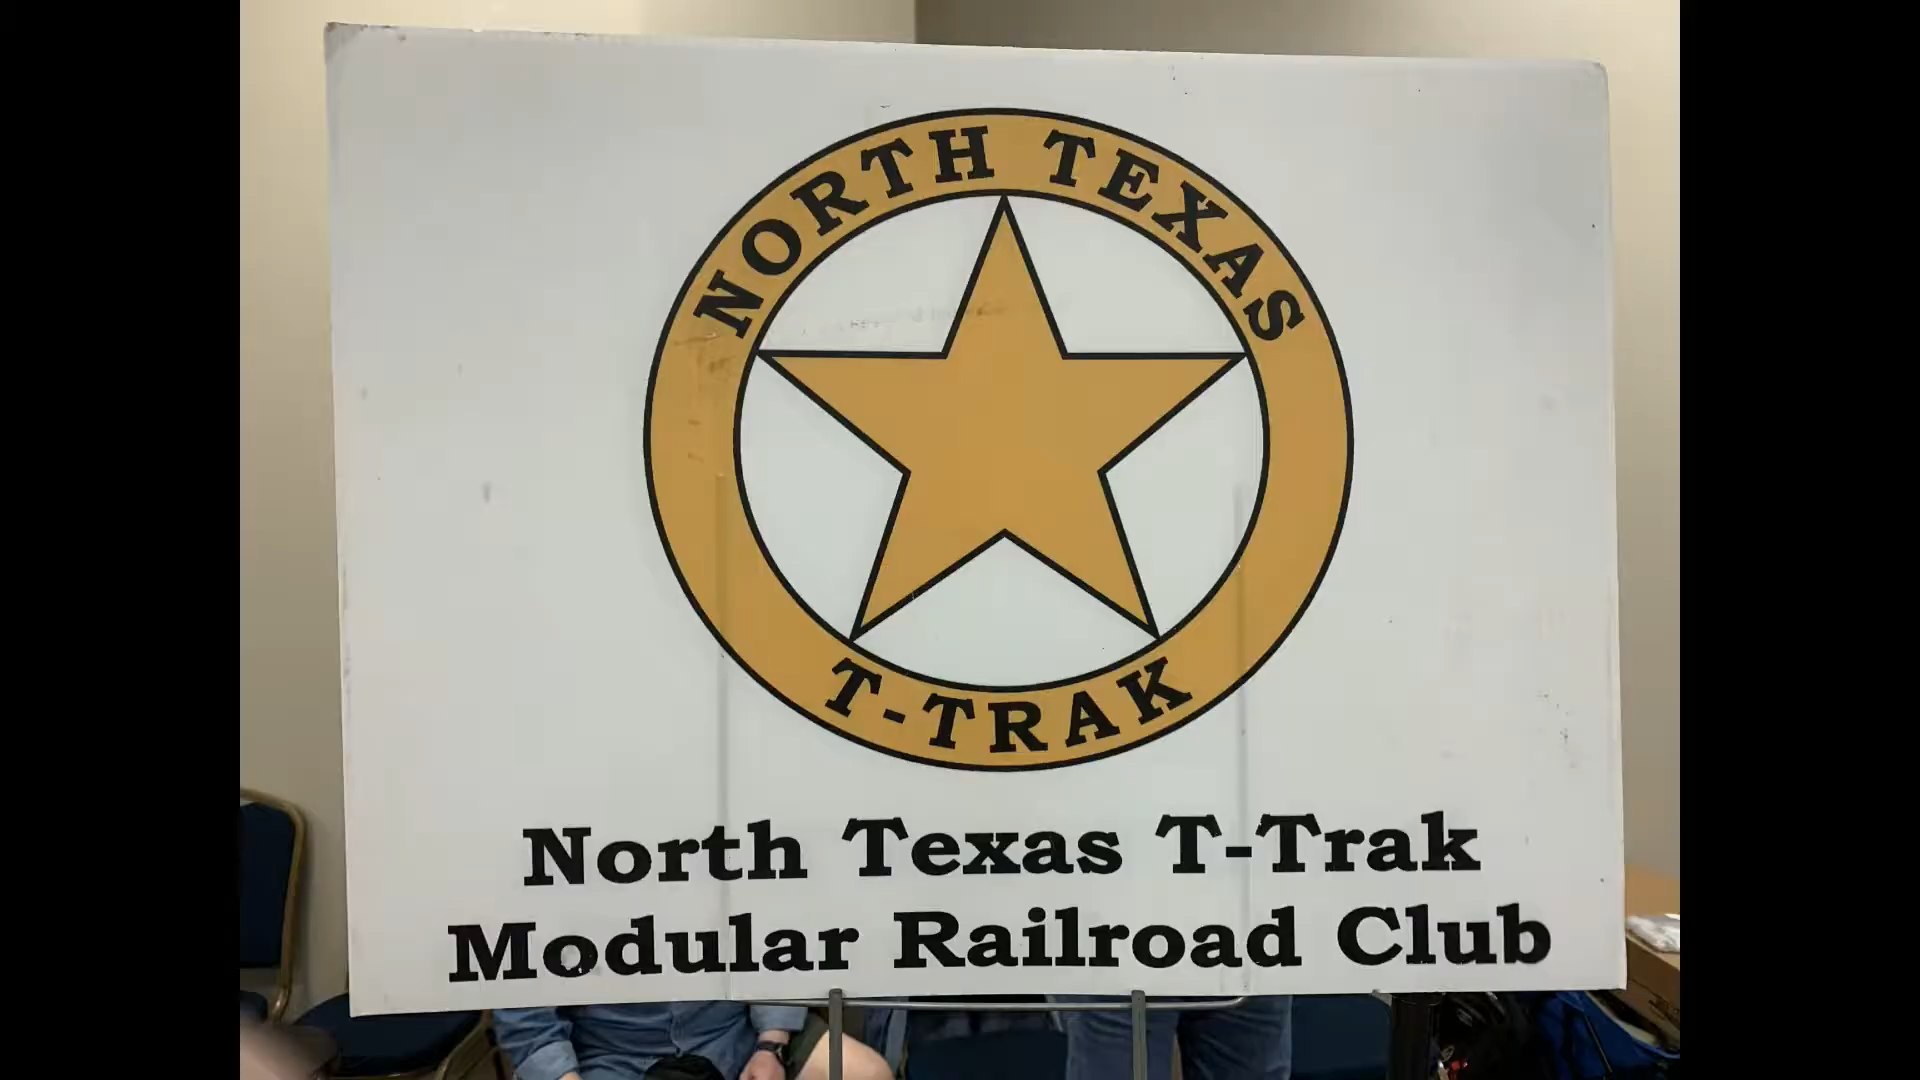 NORTH TEXAS
T-TRAK
North Texas T-Trak
Modular Railroad Club